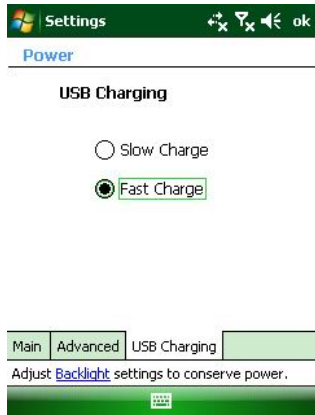 Settings ok
Power
USB Charging
Slow Charge
Fast Charge
Main Advanced USB Charging
Adjust Backlight settings to conserve power.